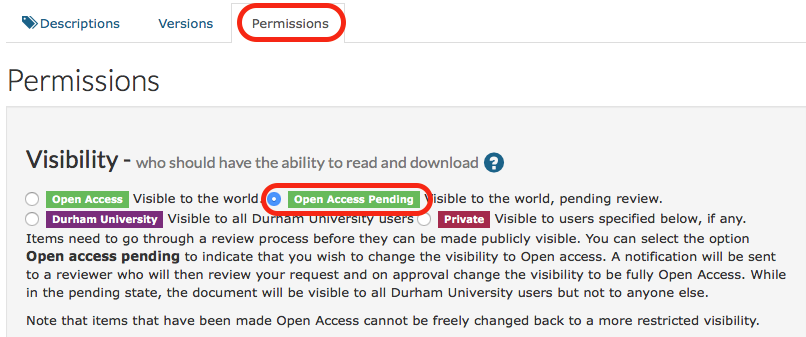 Descriptions Versions Permissions
Permissions
Visibility - who should have the ability to read and download ?
Open Access Visible to the world. Open Access Pending Visible to the world, pending review.
Durham University Visible to all Durham University users Private Visible to users specified below, if any.
Items need to go through a review process before they can be made publicly visible. You can select the option
Open access pending to indicate that you wish to change the visibility to Open access. A notification will be sent
to a reviewer who will then review your request and on approval change the visibility to be fully Open Access. While
in the pending state, the document will be visible to all Durham University users but not to anyone else.
Note that items that have been made Open Access cannot be freely changed back to a more restricted visibility.